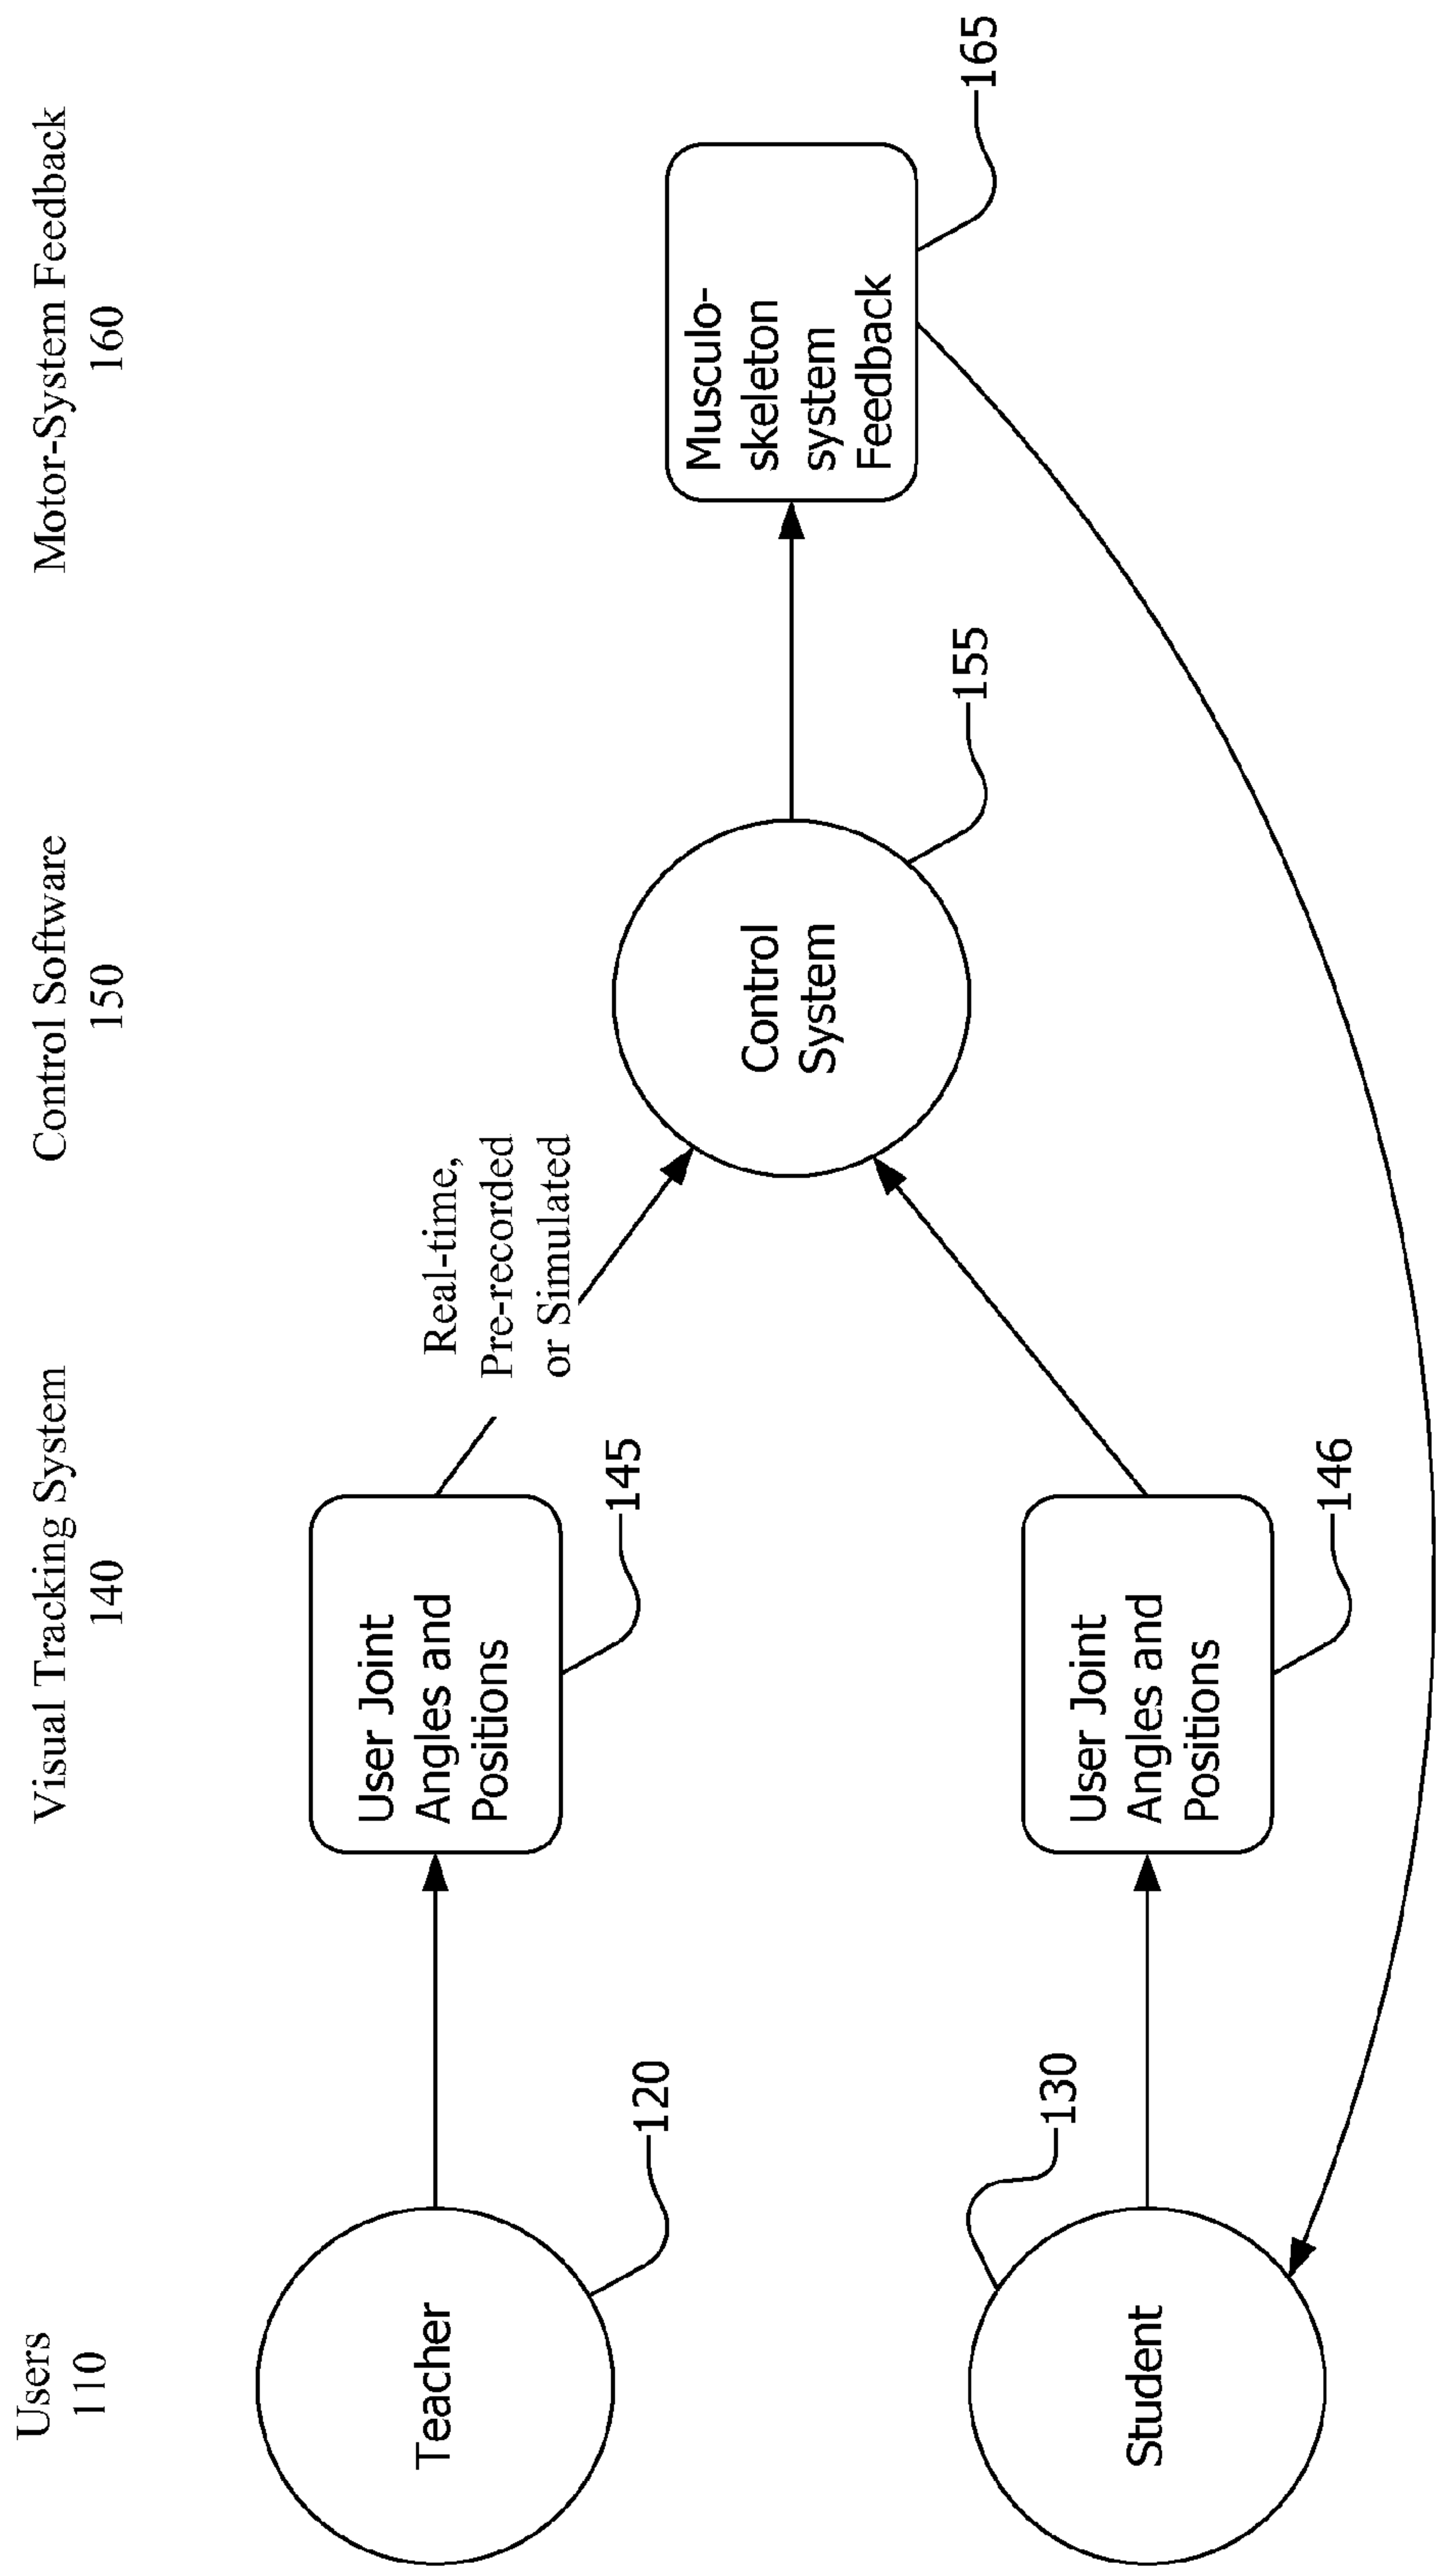 Users
110
Visual Tracking System
140
Control Software
150
Motor-System Feedback
160
Teacher
120
User Joint
Angles and
Positions
145
Real-time,
Pre-recorded
or Simulated
Control
System
155
Musculo-
skeleton
system
Feedback
165
Student
130
User Joint
Angles and
Positions
146